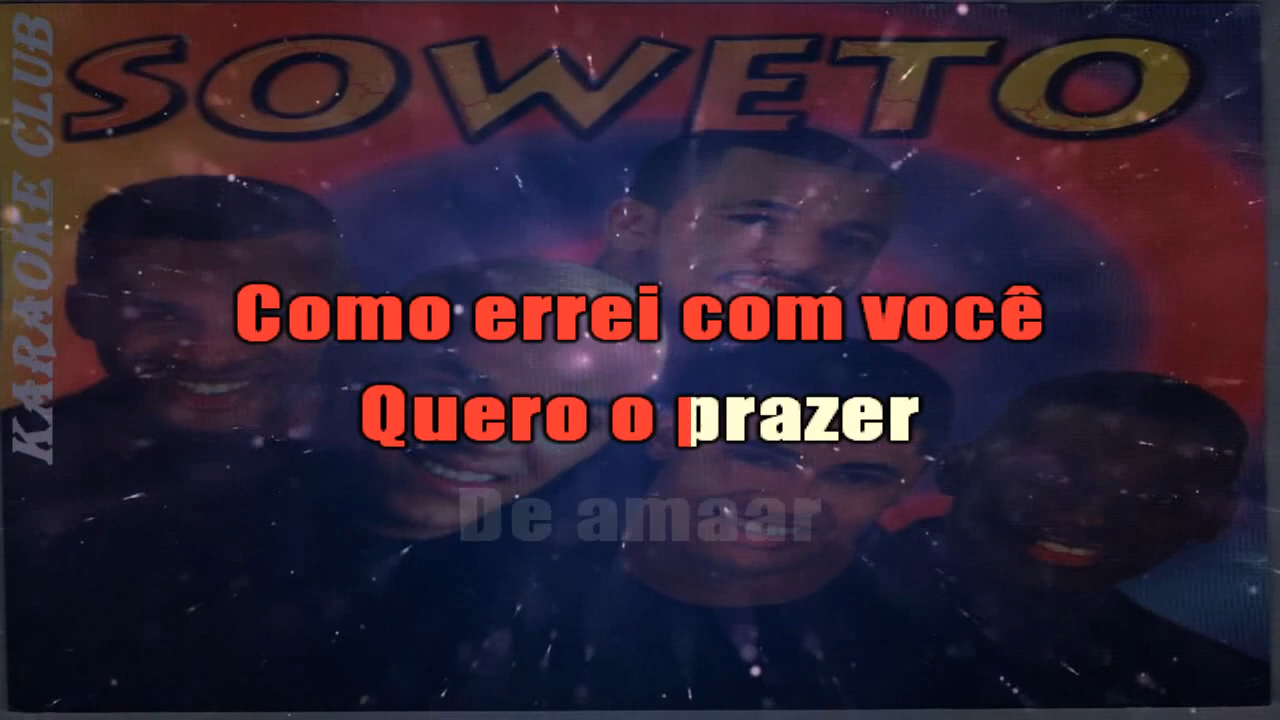 SOWETO
KARAOKE CLUB
Como errei com você
Quero o prazer
De amaar